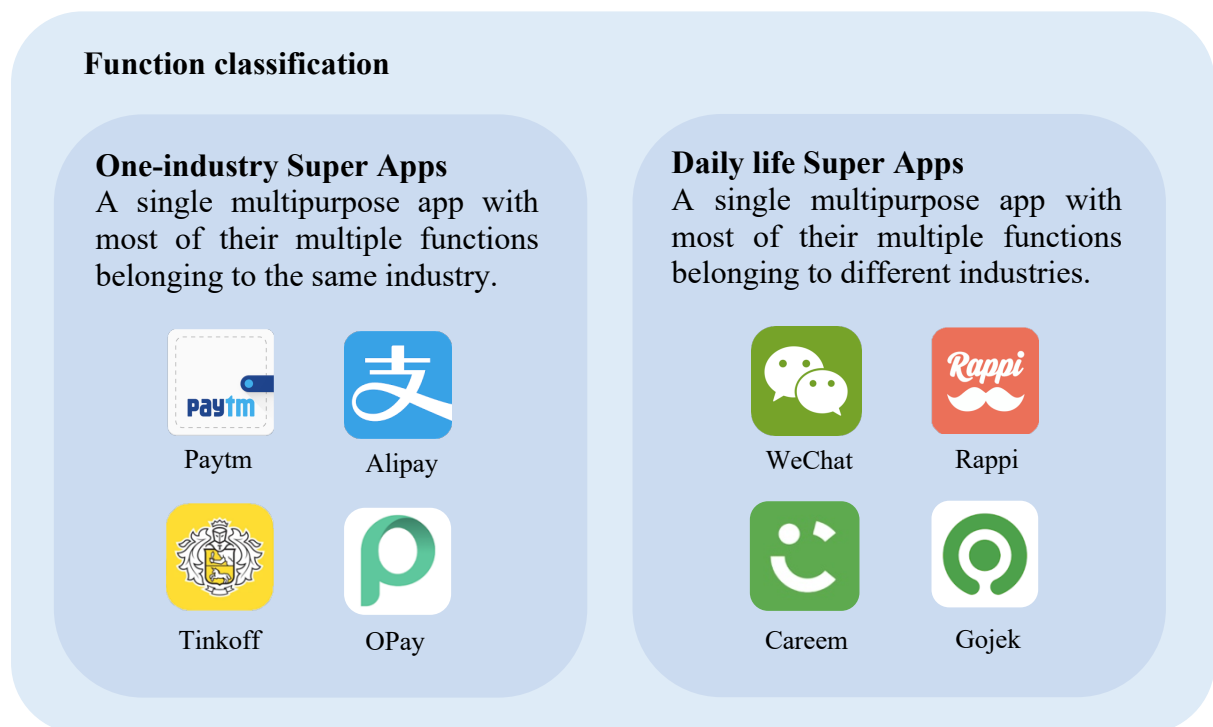 Function classification
One-industry Super Apps
A single multipurpose app with
most of their multiple functions
belonging to the same industry.
paytm
支
Paytm
Alipay
Tinkoff
OPay
Daily life Super Apps
A single multipurpose app with
most of their multiple functions
belonging to different industries.
Rappi
WeChat
Rappi
Careem
Gojek